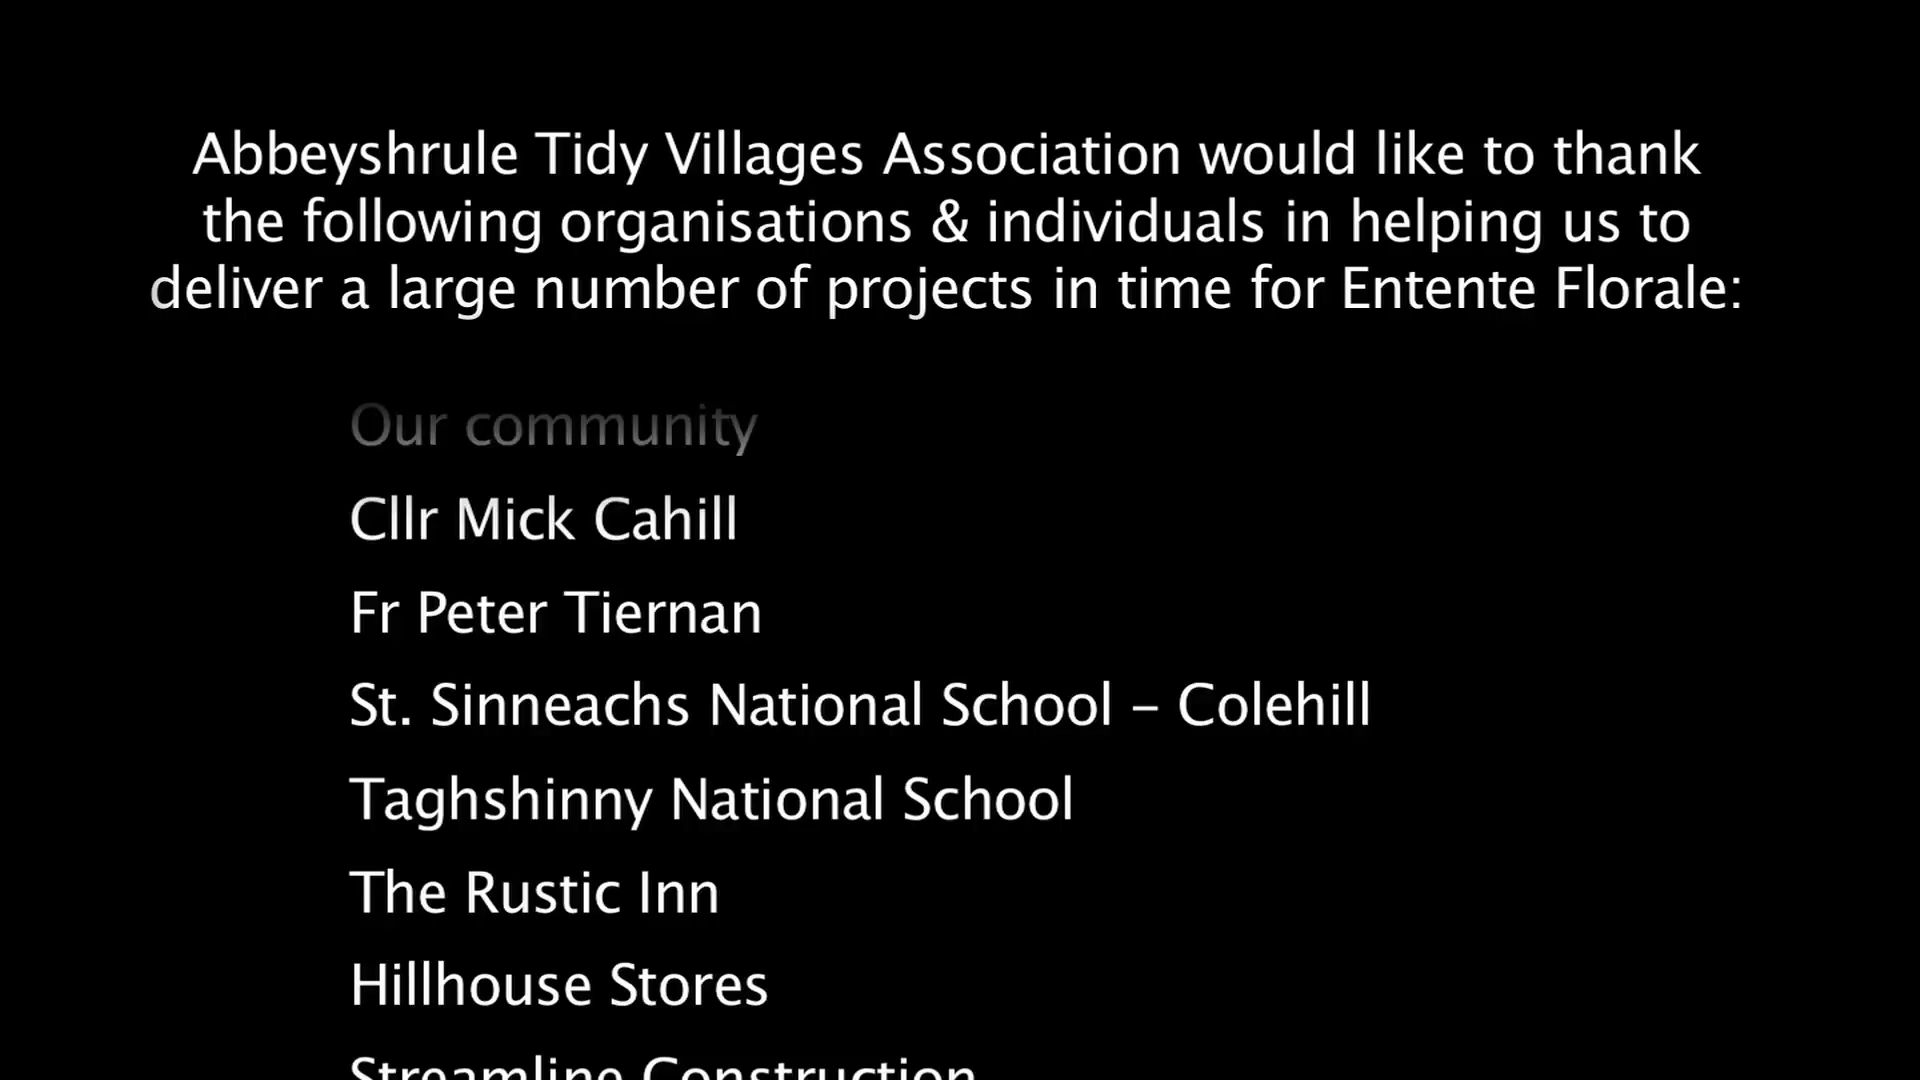 Abbeyshrule Tidy Villages Association would like to thank
the following organisations & individuals in helping us to
deliver a large number of projects in time for Entente Florale:
Our community
Cllr Mick Cahill
Fr Peter Tiernan
St. Sinneachs National School – Colehill
Taghshinny National School
The Rustic Inn
Hillhouse Stores
Streamline Construction